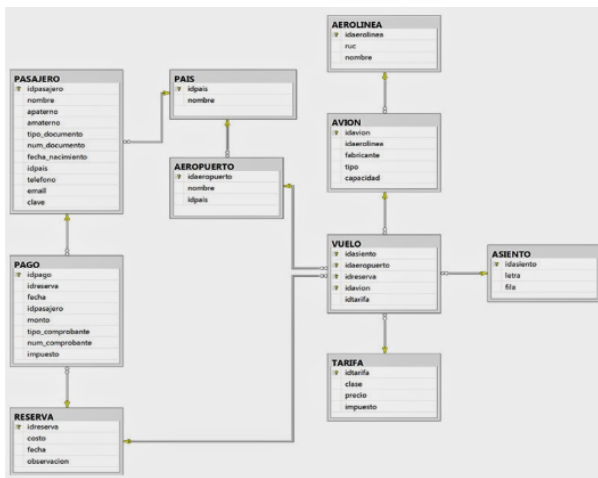 PASAJERO
idpasajero
nombre
apaterno
amaterno
tipo_documento
num_documento
fecha_nacimiento
idpais
telefono
email
clave
PAIS
idpais
nombre
AEROPUERTO
idaeropuerto
nombre
idpais
AEROLINEA
idaerolinea
ruc
nombre
AVION
idavion
idaerolinea
fabricante
tipo
capacidad
VUELO
idasiento
idaeropuerto
idreserva
idavion
idtarifa
ASIENTO
idasiento
letra
fila
TARIFA
idtarifa
clase
precio
impuesto
PAGO
idpago
idreserva
fecha
idpasajero
monto
tipo_comprobante
num_comprobente
impuesto
RESERVA
idreserva
costo
fecha
observacion